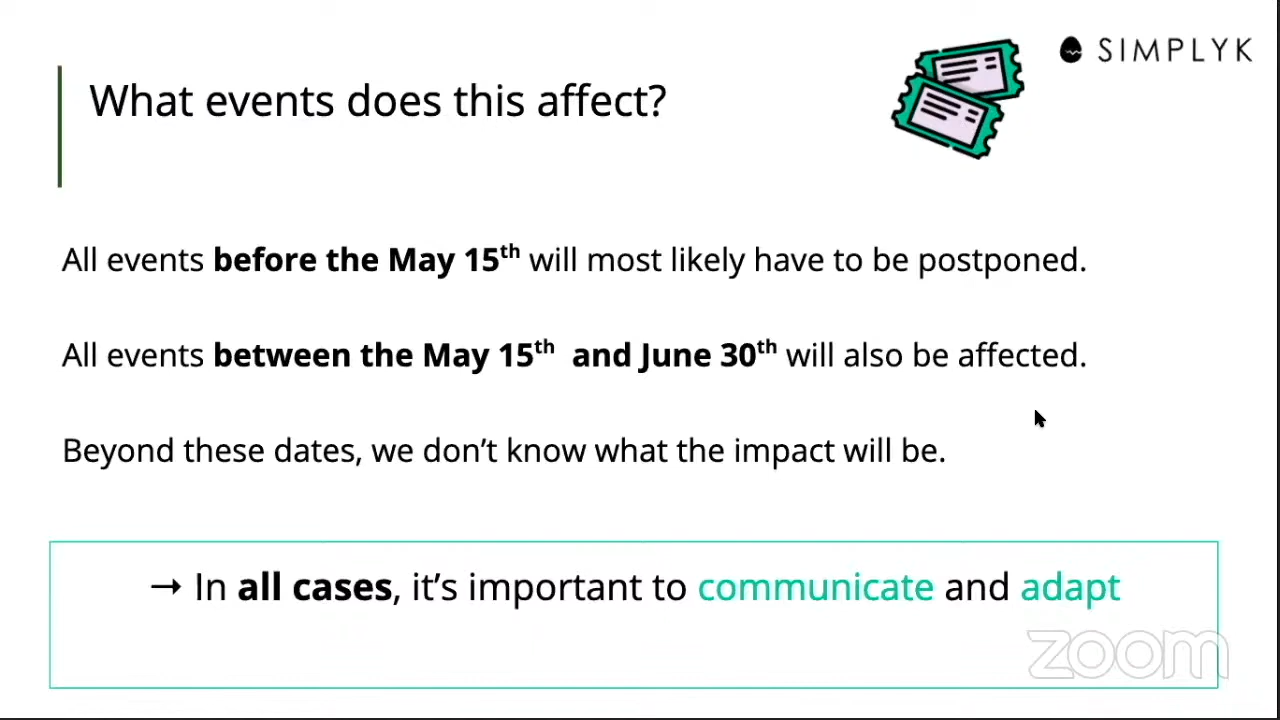 SIMPLYK
What events does this affect?
All events before the May 15th will most likely have to be postponed.
All events between the May 15th and June 30th will also be affected.
Beyond these dates, we don’t know what the impact will be.
→ In all cases, it’s important to communicate and adapt
zoom